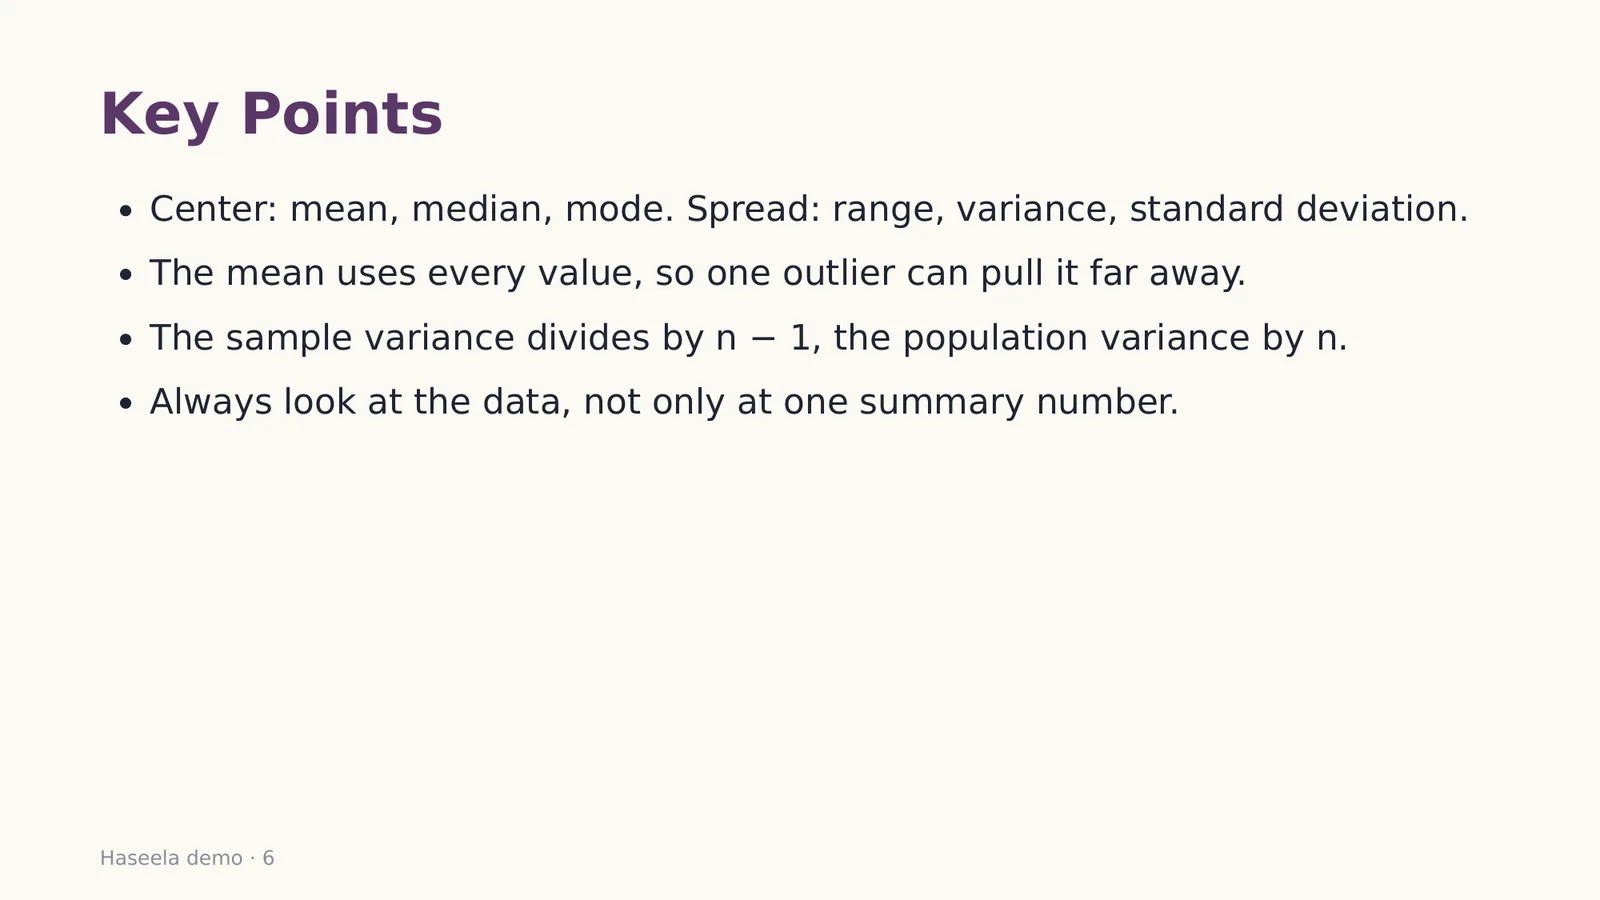 Key Points
• Center: mean, median, mode. Spread: range, variance, standard deviation.
• The mean uses every value, so one outlier can pull it far away.
• The sample variance divides by n − 1, the population variance by n.
• Always look at the data, not only at one summary number.
Haseela demo · 6